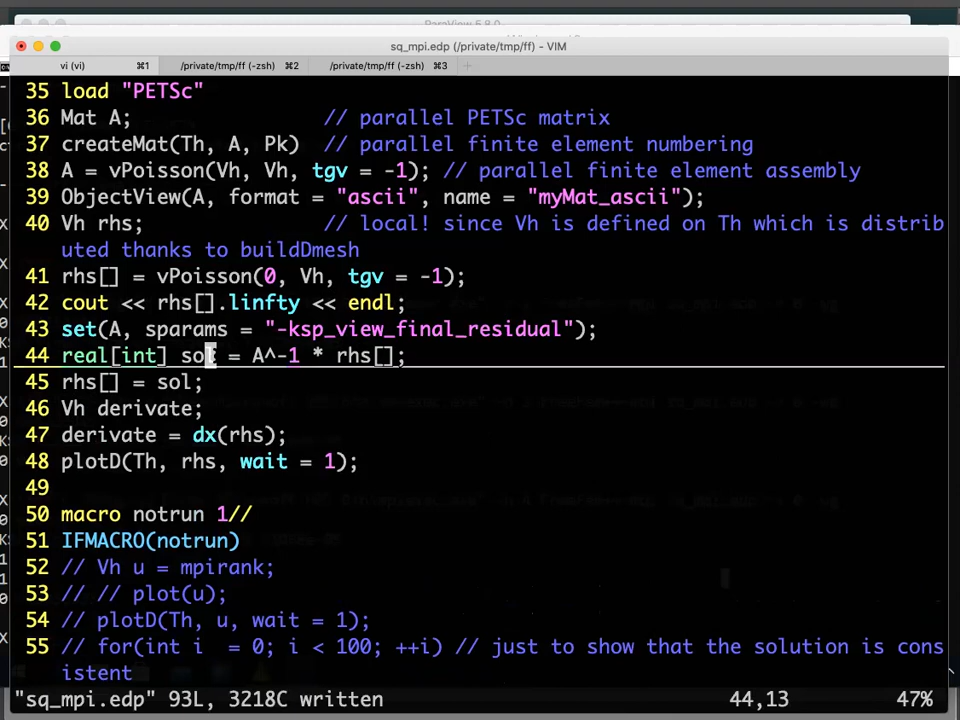 ParaView 5.8.0
sq_mpi.edp (/private/tmp/ff) - VIM
vi (vi) ⌘1 /private/tmp/ff (-zsh) ⌘2 /private/tmp/ff (-zsh) ⌘3 +
35 load "PETSc"
36 Mat A; // parallel PETSc matrix
37 createMat(Th, A, Pk) // parallel finite element numbering
38 A = vPoisson(Vh, Vh, tgv = -1); // parallel finite element assembly
39 ObjectView(A, format = "ascii", name = "myMat_ascii");
40 Vh rhs; // local! since Vh is defined on Th which is distrib
uted thanks to buildDmesh
41 rhs[] = vPoisson(0, Vh, tgv = -1);
42 cout << rhs[].linfty << endl;
43 set(A, sparams = "-ksp_view_final_residual");
44 real[int] sol = A^-1 * rhs[];
45 rhs[] = sol;
46 Vh derivate;
47 derivate = dx(rhs);
48 plotD(Th, rhs, wait = 1);
49
50 macro notrun 1//
51 IFMACRO(notrun)
52 // Vh u = mpirank;
53 // // plot(u);
54 // plotD(Th, u, wait = 1);
55 // for(int i = 0; i < 100; ++i) // just to show that the solution is cons
istent
"sq_mpi.edp" 93L, 3218C written 44,13 47%